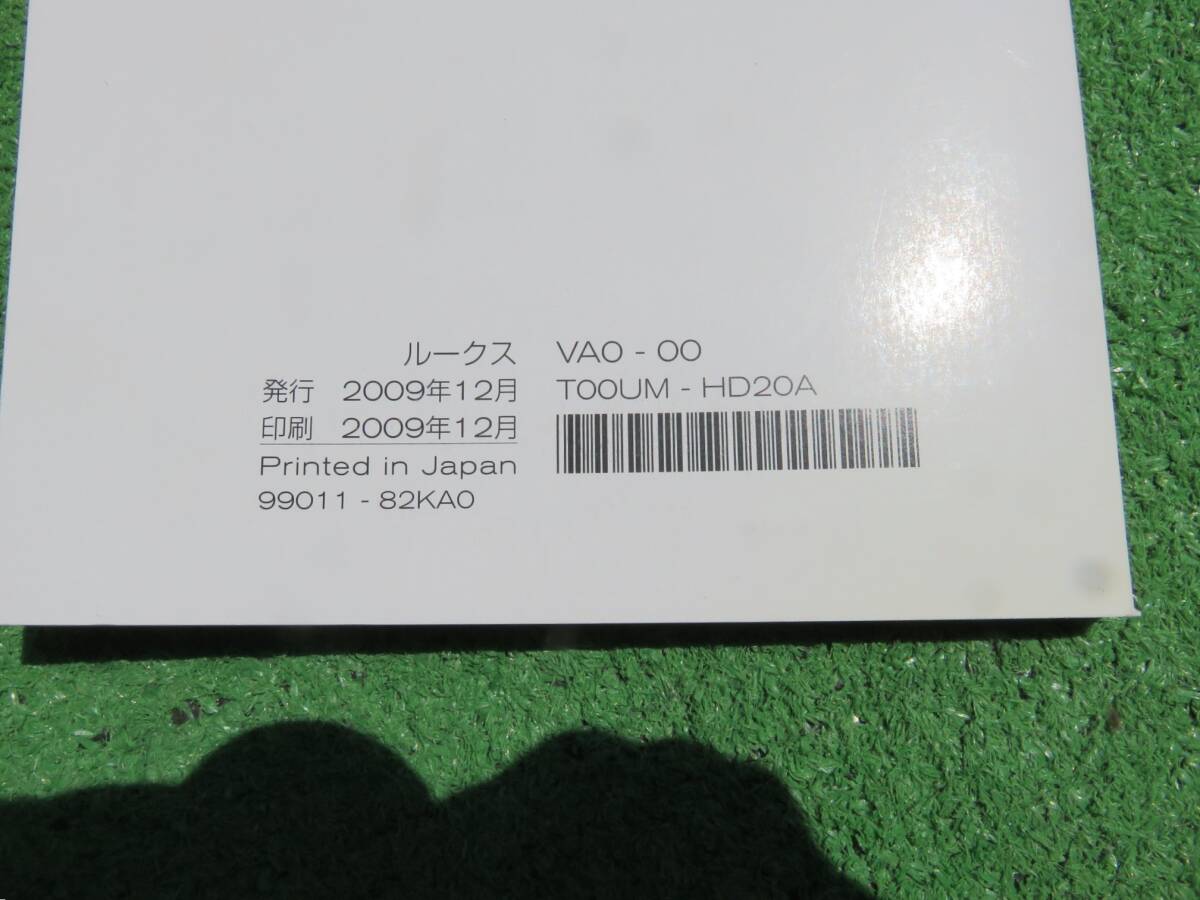 ルークス VA0 - 00
発行 2009年12月 T00UM - HD20A
印刷 2009年12月
Printed in Japan
99011 - 82KA0